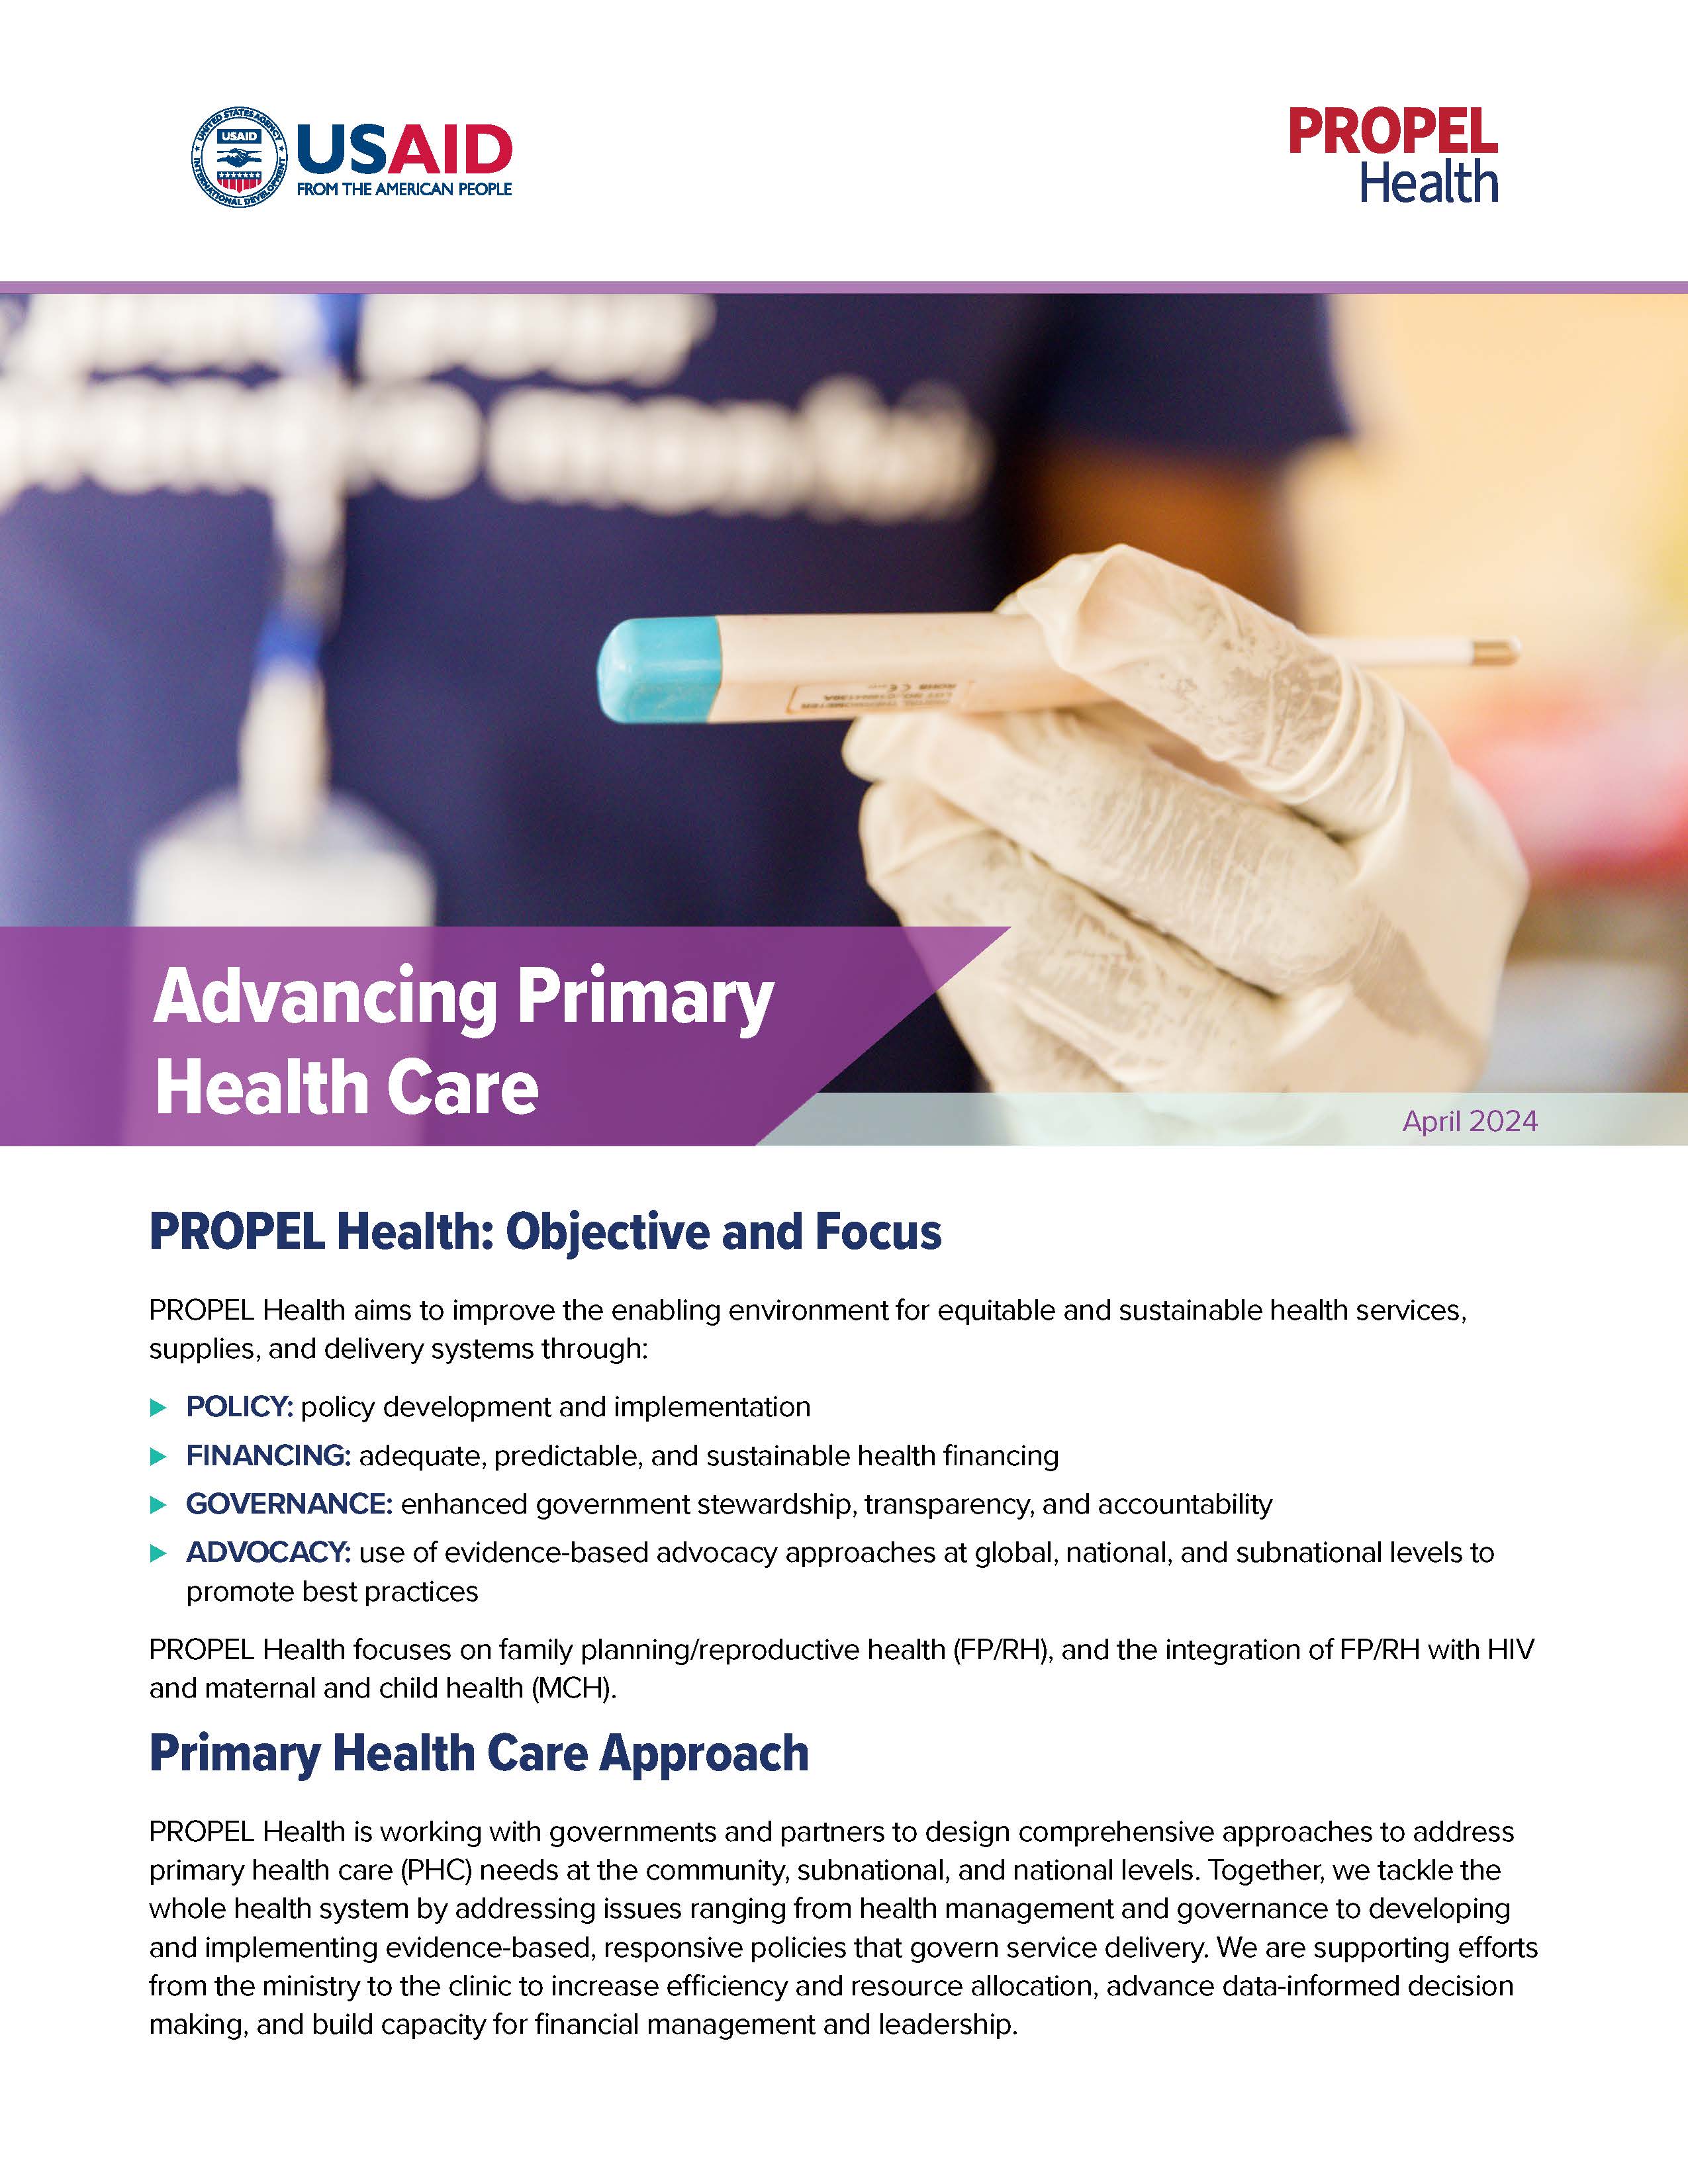 UNITED STATES AGENCY
USAID
INTERNATIONAL DEVELOPMENT
USAID
FROM THE AMERICAN PEOPLE
PROPEL
Health
Advancing Primary
Health Care
April 2024
PROPEL Health: Objective and Focus
PROPEL Health aims to improve the enabling environment for equitable and sustainable health services,
supplies, and delivery systems through:
► POLICY: policy development and implementation
► FINANCING: adequate, predictable, and sustainable health financing
► GOVERNANCE: enhanced government stewardship, transparency, and accountability
► ADVOCACY: use of evidence-based advocacy approaches at global, national, and subnational levels to
promote best practices
PROPEL Health focuses on family planning/reproductive health (FP/RH), and the integration of FP/RH with HIV
and maternal and child health (MCH).
Primary Health Care Approach
PROPEL Health is working with governments and partners to design comprehensive approaches to address
primary health care (PHC) needs at the community, subnational, and national levels. Together, we tackle the
whole health system by addressing issues ranging from health management and governance to developing
and implementing evidence-based, responsive policies that govern service delivery. We are supporting efforts
from the ministry to the clinic to increase efficiency and resource allocation, advance data-informed decision
making, and build capacity for financial management and leadership.